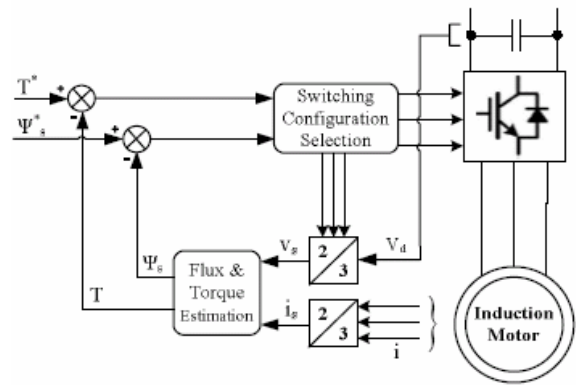 T*
+
-
Ψ*s
+
-
Switching
Configuration
Selection
Vs
2
3
Vd
Ψs
Flux &
Torque
Estimation
T
is
2
3
i
Induction
Motor